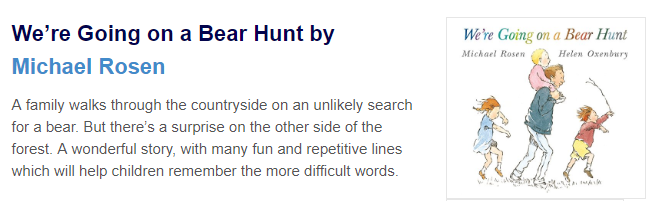 We’re Going on a Bear Hunt by
Michael Rosen
A family walks through the countryside on an unlikely search
for a bear. But there’s a surprise on the other side of the
forest. A wonderful story, with many fun and repetitive lines
which will help children remember the more difficult words.
We're Going on a Bear Hunt
Michael Rosen Helen Oxenbury